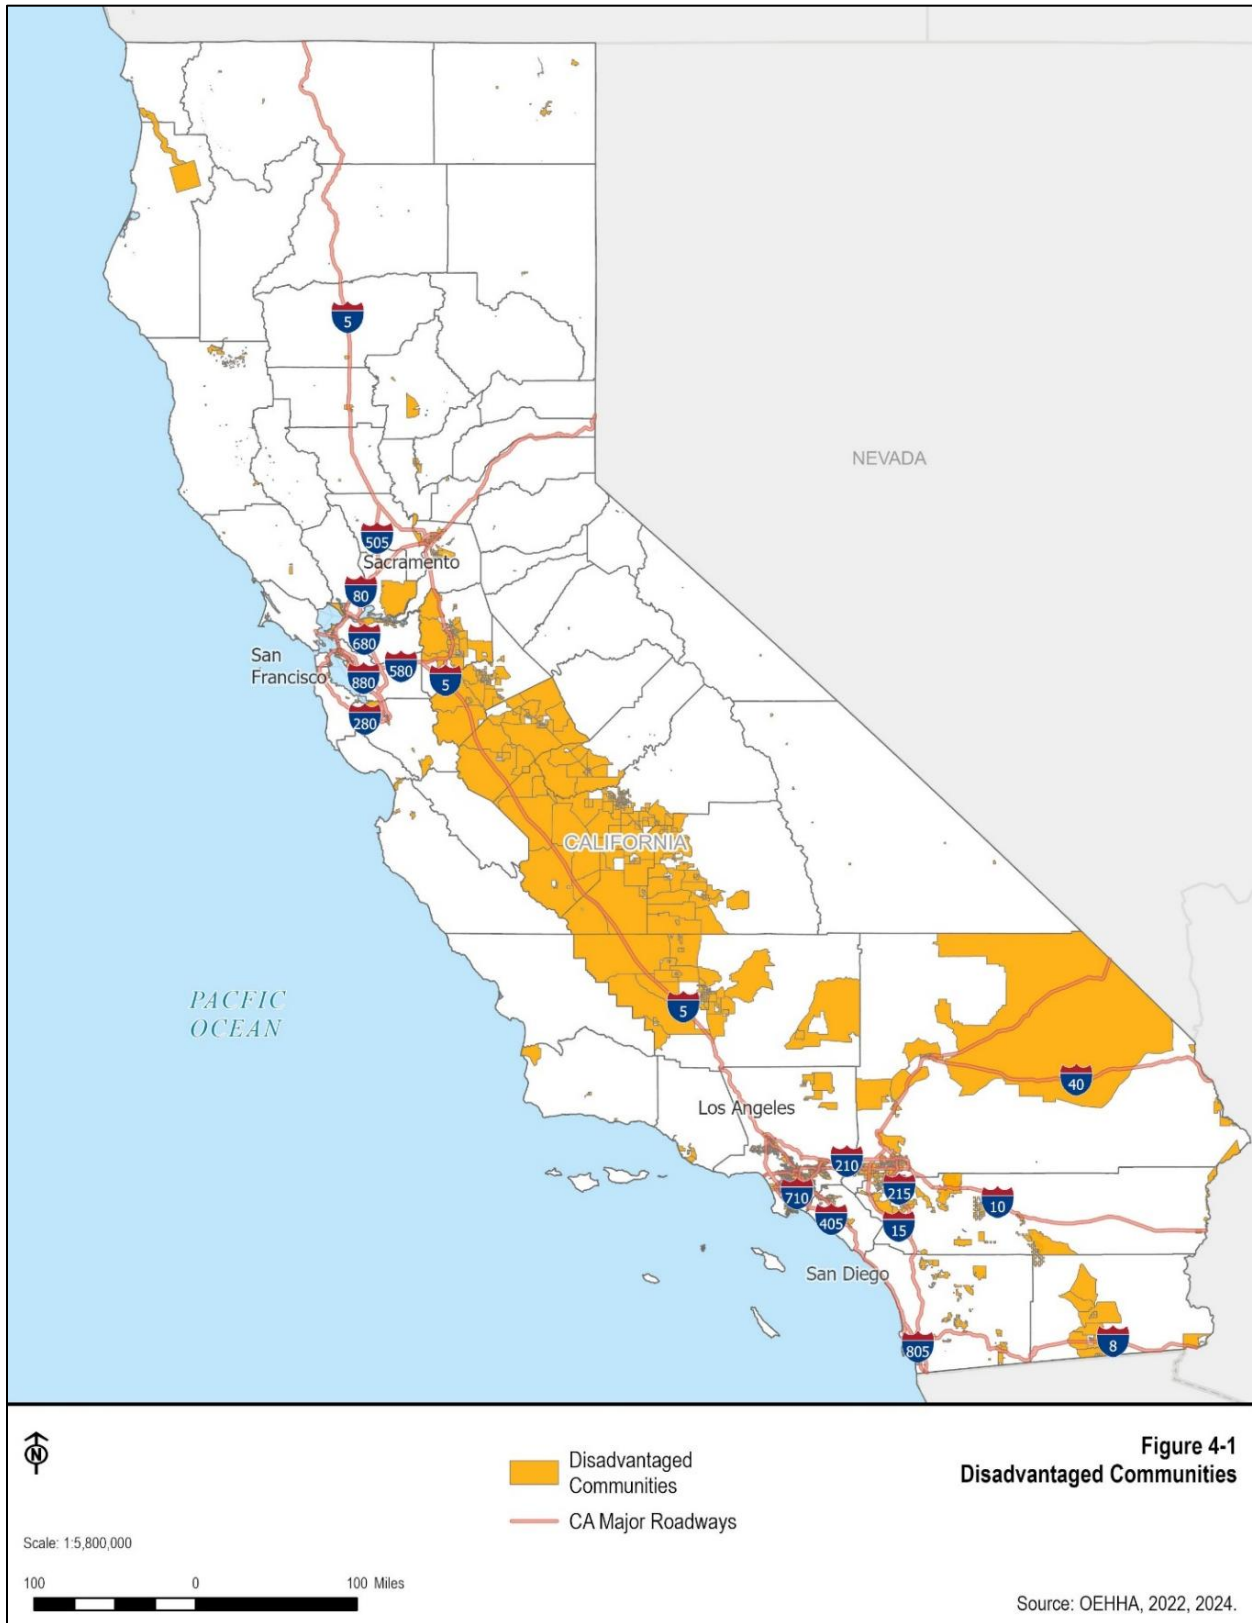 5
NEVADA
505
Sacramento
80
San
Francisco
680
580
880
5
280
CALIFORNIA
PACFIC
OCEAN
5
40
Los Angeles
210
710
215
10
405
15
San Diego
805
8
N
Disadvantaged
Communities
CA Major Roadways
Figure 4-1
Disadvantaged Communities
Scale: 1:5,800,000
100 0 100 Miles
Source: OEHHA, 2022, 2024.